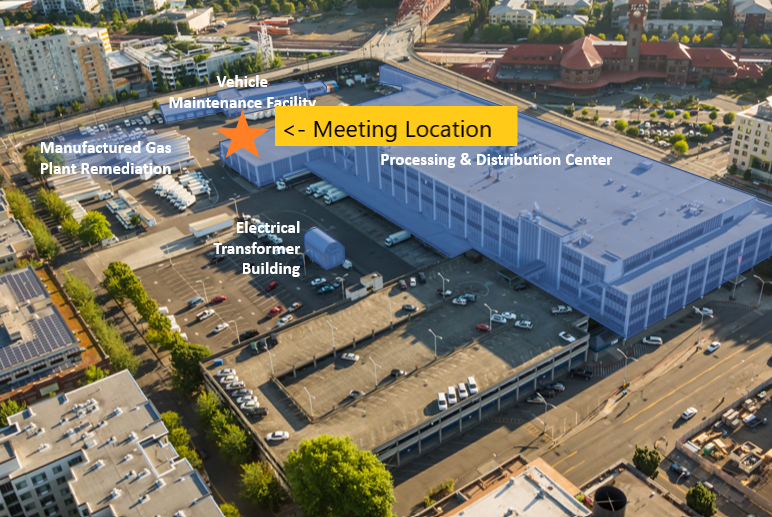 Vehicle
Maintenance Facility
<- Meeting Location
Manufactured Gas
Plant Remediation
Processing & Distribution Center
Electrical
Transformer
Building